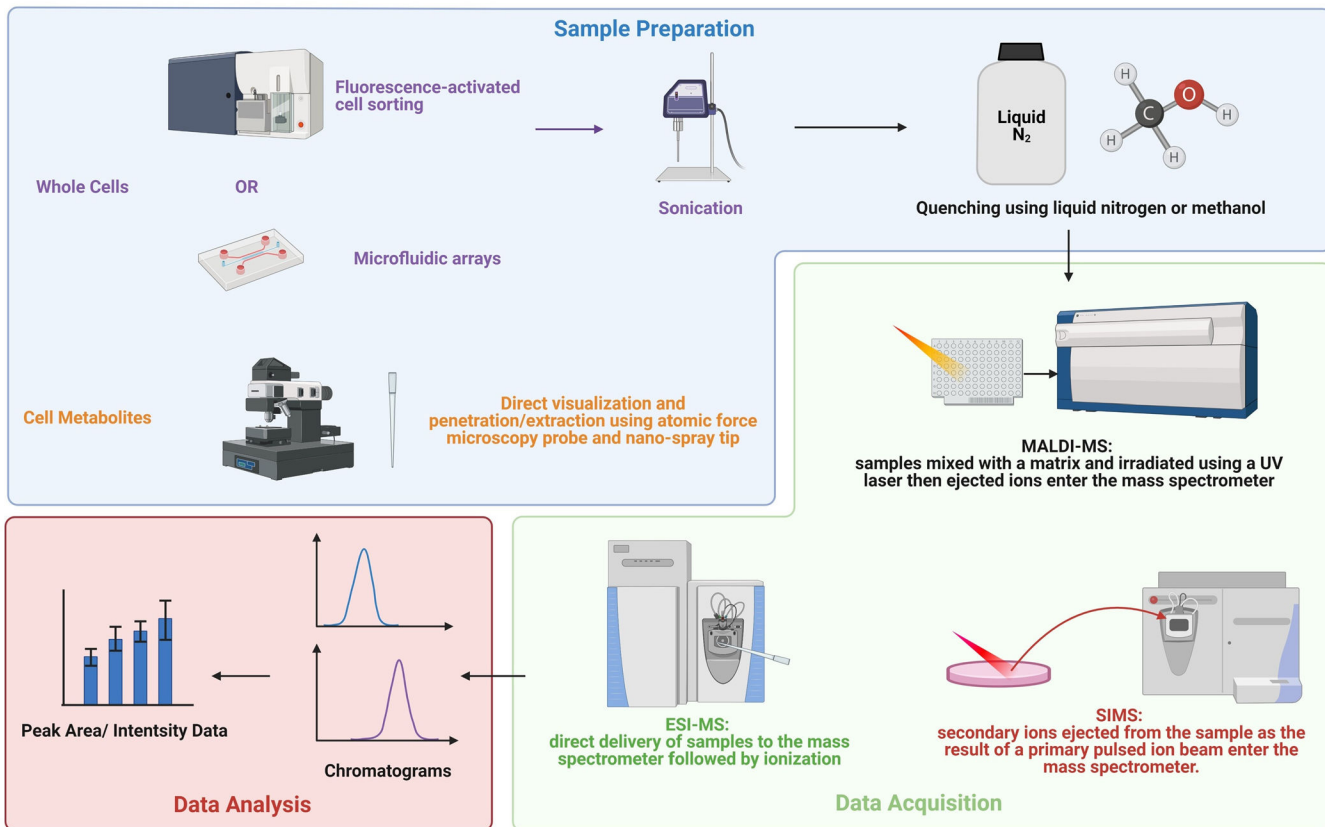 Sample Preparation
Fluorescence-activated
cell sorting
Whole Cells
OR
Microfluidic arrays
Sonication
Liquid
N₂
H
C
O
H
H
H
Quenching using liquid nitrogen or methanol
Cell Metabolites
Direct visualization and
penetration/extraction using atomic force
microscopy probe and nano-spray tip
MALDI-MS:
samples mixed with a matrix and irradiated using a UV
laser then ejected ions enter the mass spectrometer
ESI-MS:
direct delivery of samples to the mass
spectrometer followed by ionization
SIMS:
secondary ions ejected from the sample as the
result of a primary pulsed ion beam enter the
mass spectrometer.
Data Acquisition
Peak Area/ Intentsity Data
Chromatograms
Data Analysis